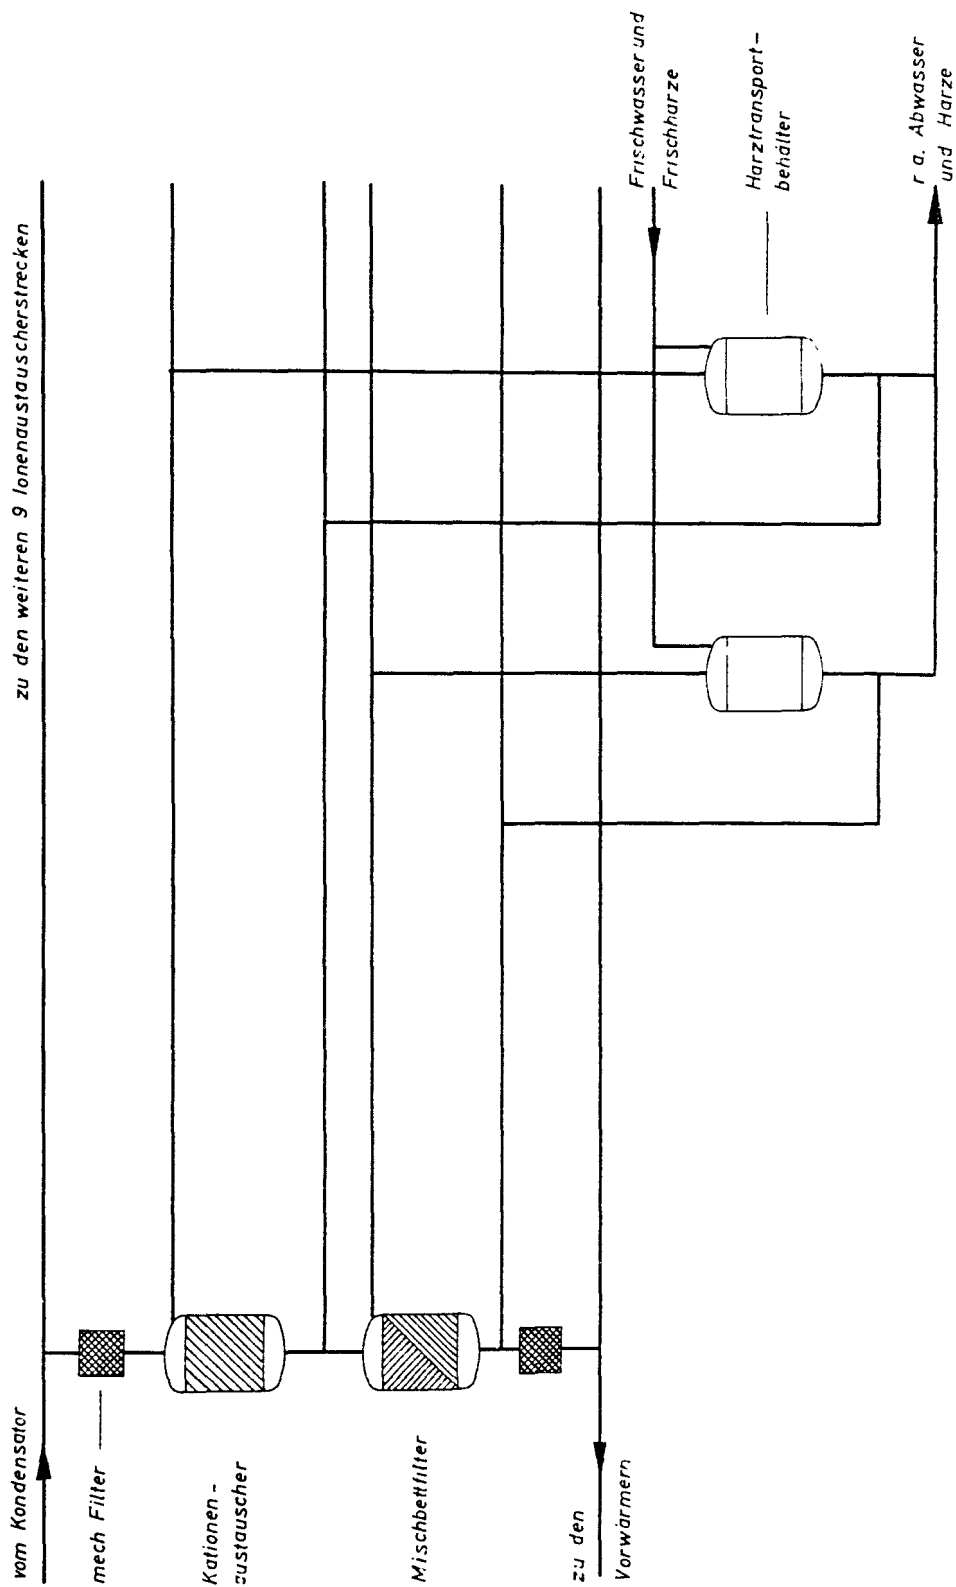 vom Kondensator
zu den weiteren 9 Ionenaustauscherstrecken
mech Filter
Kationen-
austauscher
Mischbettfilter
zu den
Vorwärmern
Frischwasser und
Frischharze
Harztransport-
behälter
r a. Abwasser
und Harze